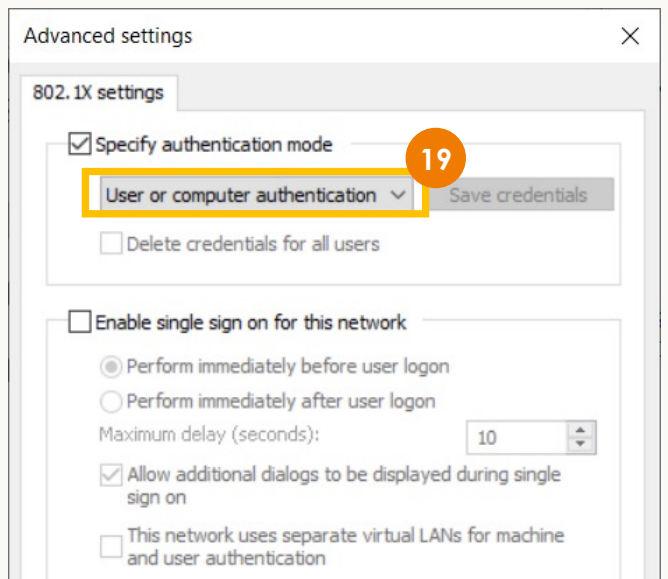 Advanced settings
802.1X settings
Specify authentication mode
19
User or computer authentication
Save credentials
Delete credentials for all users
Enable single sign on for this network
Perform immediately before user logon
Perform immediately after user logon
Maximum delay (seconds):
10
Allow additional dialogs to be displayed during single
sign on
This network uses separate virtual LANs for machine
and user authentication